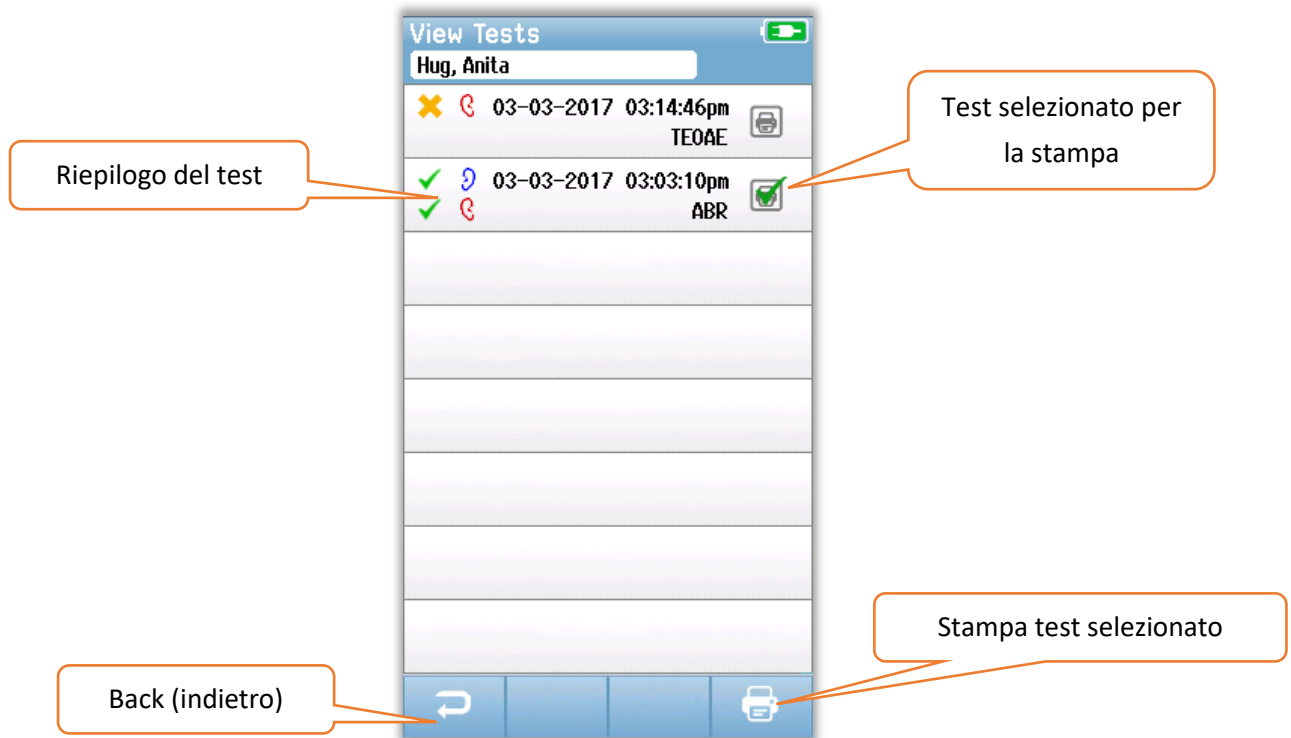 View Tests
Hug, Anita
03-03-2017 03:14:46pm
TEOAE
Test selezionato per
la stampa
Riepilogo del test
03-03-2017 03:03:10pm
ABR
Stampa test selezionato
Back (indietro)